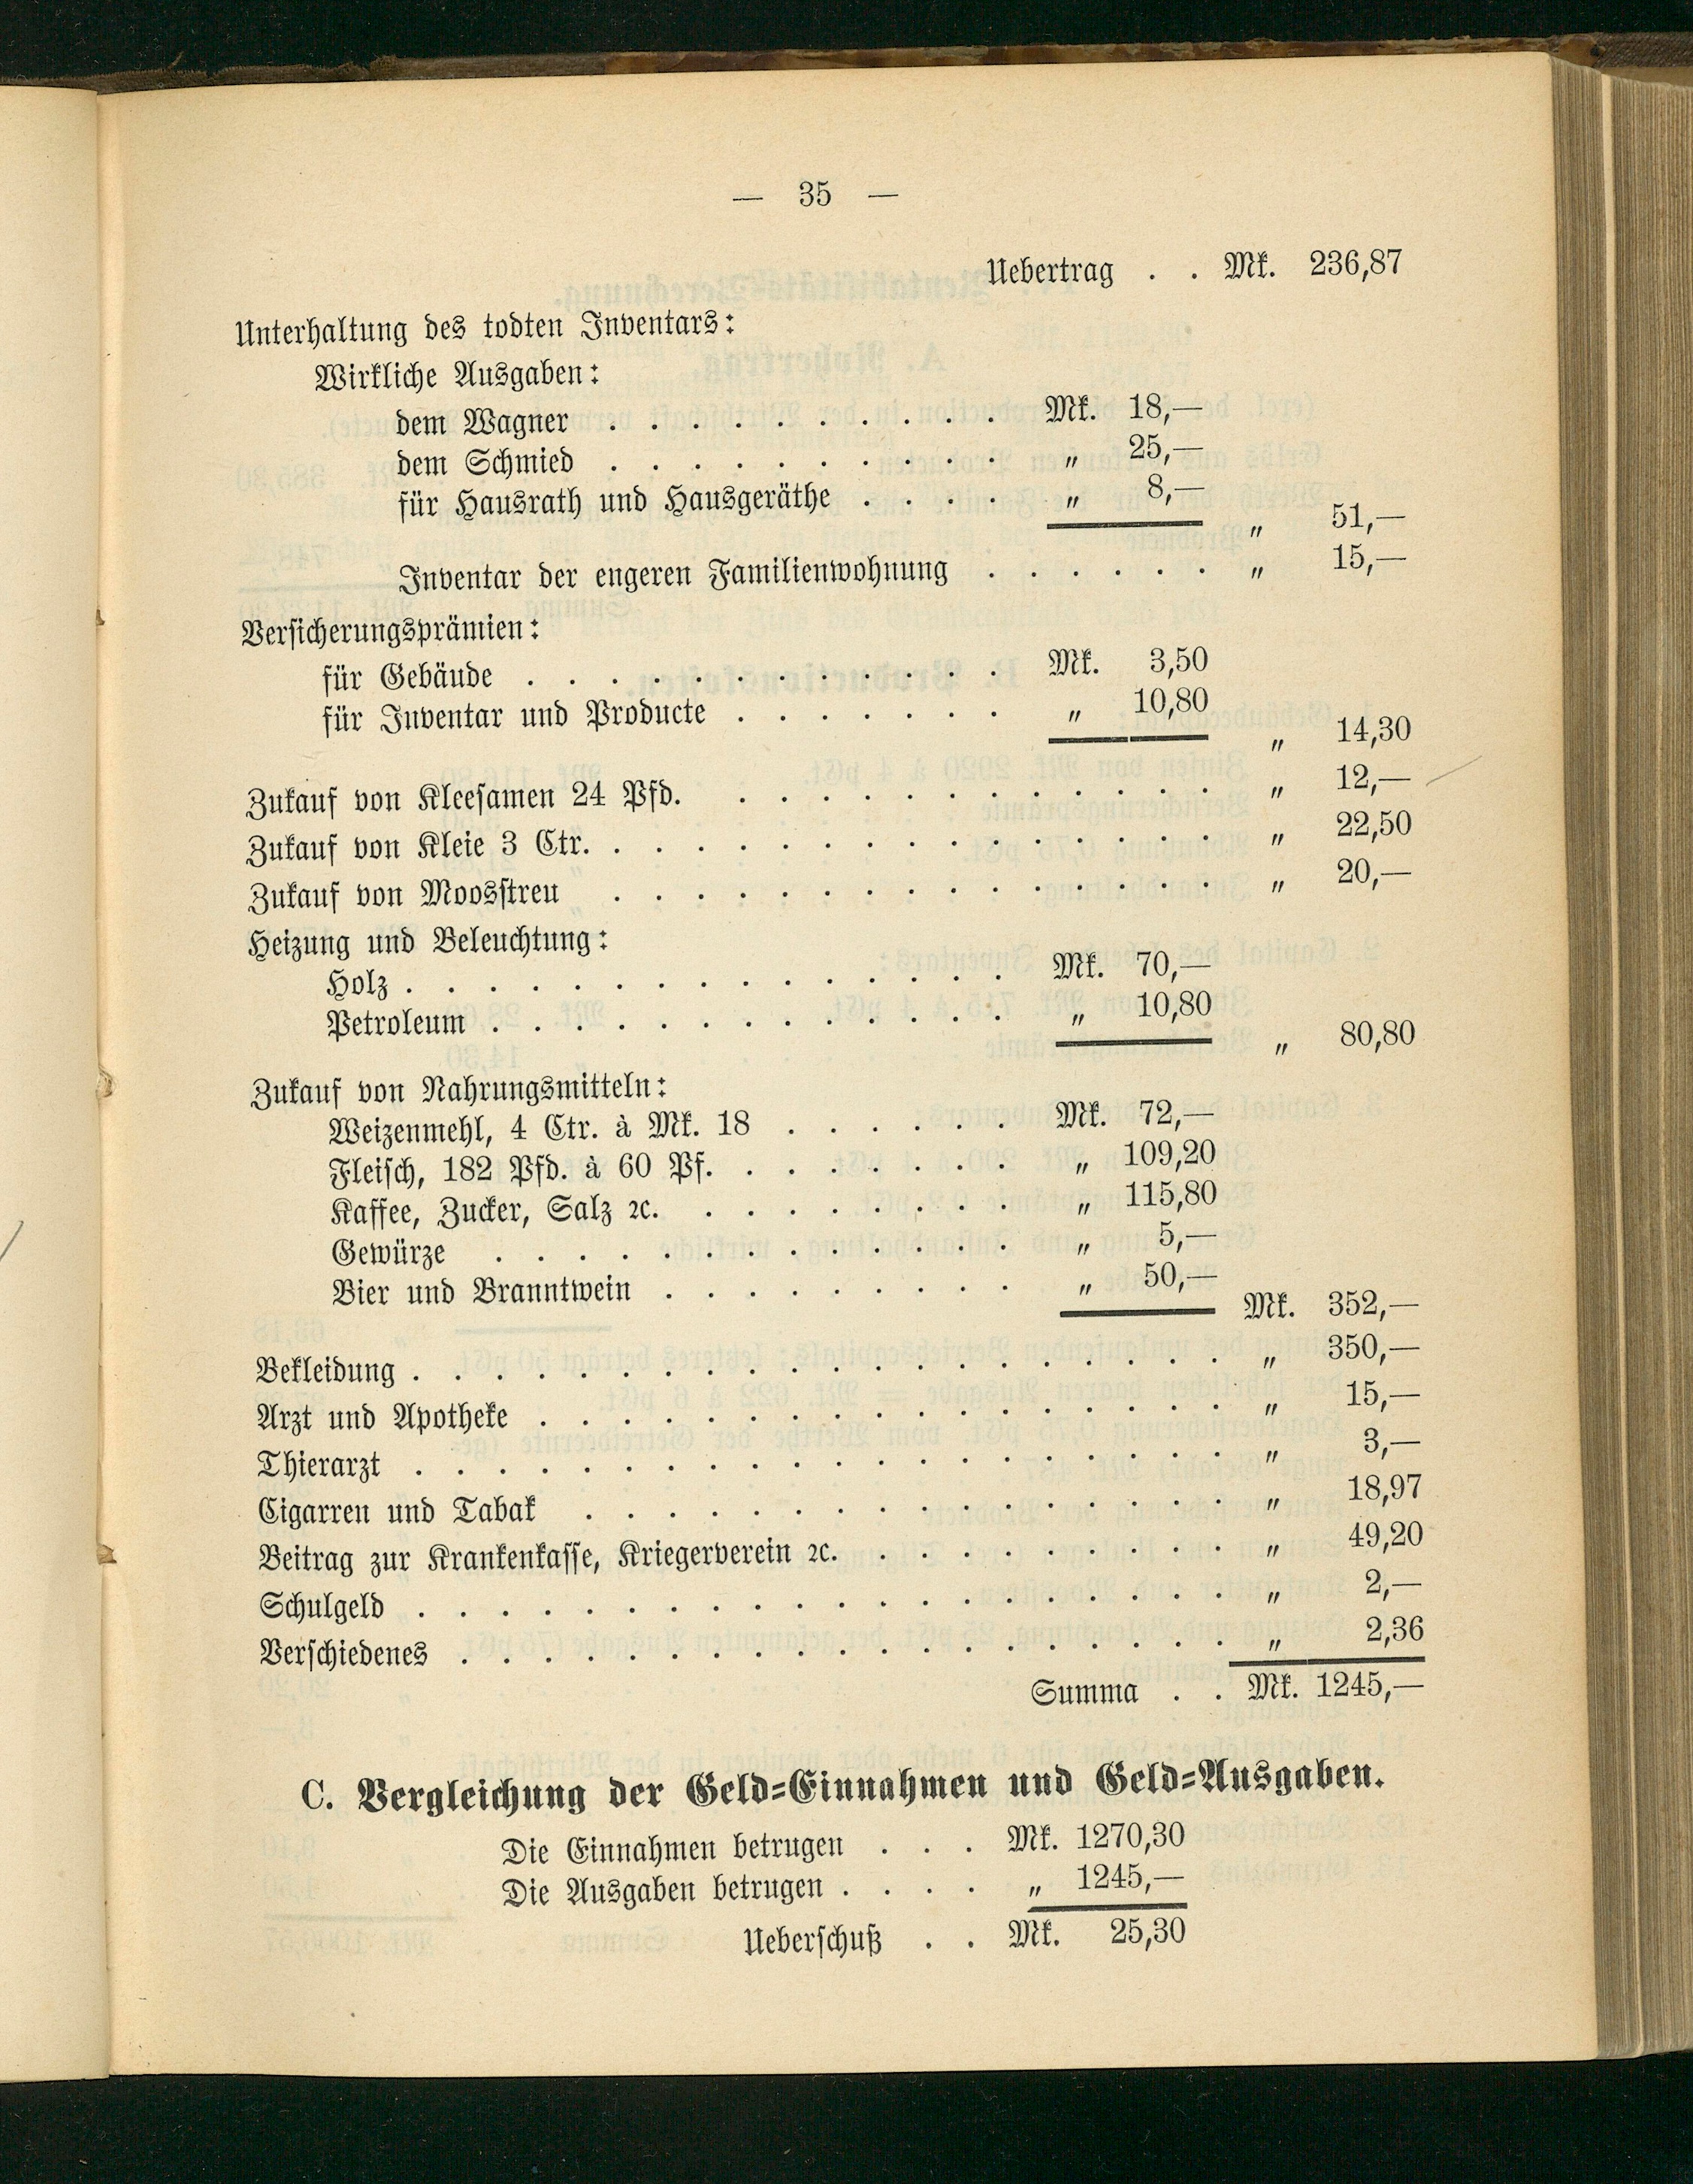 — 35 —
Uebertrag . . Mk. 236,87
Unterhaltung des todten Inventars:
Wirkliche Ausgaben:
dem Wagner . . . . . . . . . . Mk. 18,—
dem Schmied . . . . . . . . . . „ 25,—
für Hausrath und Hausgeräthe . . . . „ 8,—
„ 51,—
Inventar der engeren Familienwohnung . . . . . . „ 15,—
Versicherungsprämien:
für Gebäude . . . . . . . . . . . . Mk. 3,50
für Inventar und Producte . . . . . . . „ 10,80
„ 14,30
Zukauf von Kleesamen 24 Pfd. . . . . . . . . . . . . „ 12,—
Zukauf von Kleie 3 Ctr. . . . . . . . . . . . . . . . „ 22,50
Zukauf von Moosstreu . . . . . . . . . . . . . . . „ 20,—
Heizung und Beleuchtung:
Holz . . . . . . . . . . . . . . . Mk. 70,—
Petroleum . . . . . . . . . . . . . „ 10,80
„ 80,80
Zukauf von Nahrungsmitteln:
Weizenmehl, 4 Ctr. à Mk. 18 . . . . . . Mk. 72,—
Fleisch, 182 Pfd. à 60 Pf. . . . . . . . „ 109,20
Kaffee, Zucker, Salz ꝛc. . . . . . . . . „ 115,80
Gewürze . . . . . . . . . . . . . „ 5,—
Bier und Branntwein . . . . . . . . . „ 50,—
Mk. 352,—
Bekleidung . . . . . . . . . . . . . . . . . . . . „ 350,—
Arzt und Apotheke . . . . . . . . . . . . . . . . . „ 15,—
Thierarzt . . . . . . . . . . . . . . . . . . . . „ 3,—
Cigarren und Tabak . . . . . . . . . . . . . . . . „ 18,97
Beitrag zur Krankenkasse, Kriegerverein ꝛc. . . . . . . . . . „ 49,20
Schulgeld . . . . . . . . . . . . . . . . . . . . „ 2,—
Verschiedenes . . . . . . . . . . . . . . . . . . . „ 2,36
Summa . . Mk. 1245,—
C. Vergleichung der Geld=Einnahmen und Geld=Ausgaben.
Die Einnahmen betrugen . . . Mk. 1270,30
Die Ausgaben betrugen . . . . „ 1245,—
Ueberschuß . . Mk. 25,30